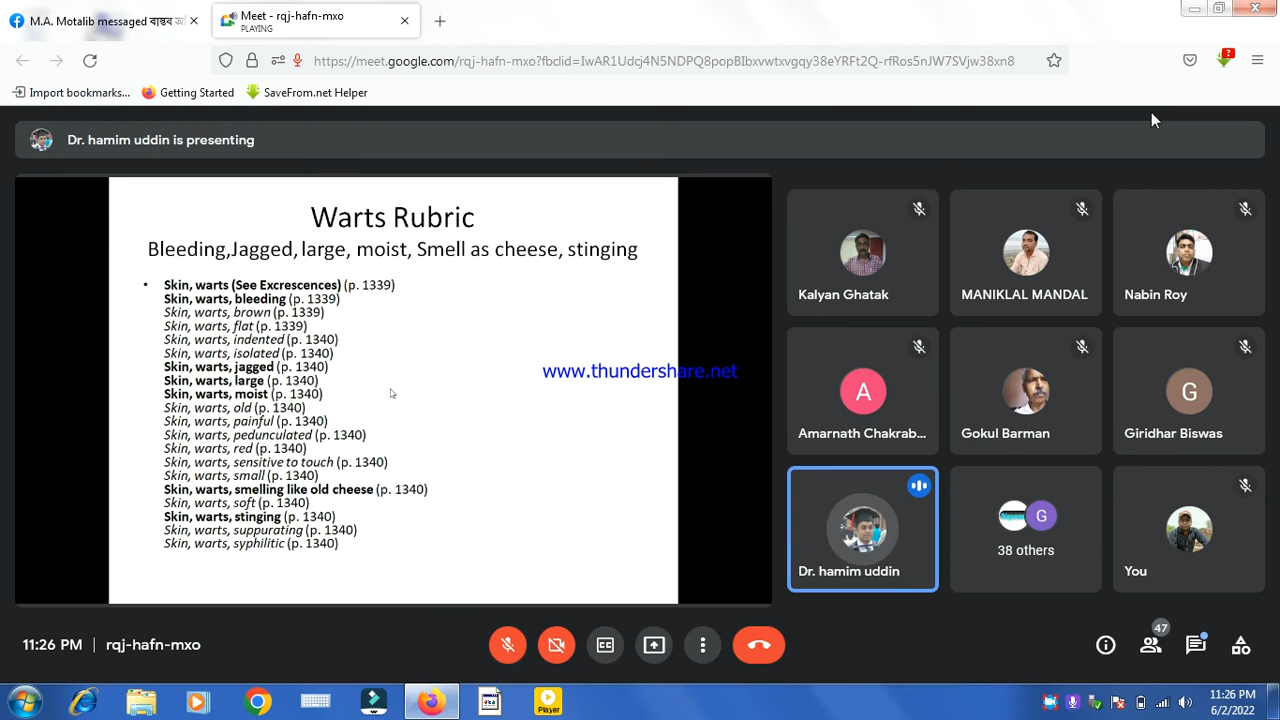 M.A. Motalib messaged বাস্তব
Meet - rqj-hafn-mxo
PLAYING
https://meet.google.com/rqj-hafn-mxo?fbclid=IwAR1Udcj4N5NDPQ8popBIbxvwtxvgqy38eYRFt2Q-rfRos5nJW7SVjw38xn8
?
Import bookmarks...
Getting Started
SaveFrom.net Helper
Dr. hamim uddin is presenting
Warts Rubric
Bleeding,Jagged, large, moist, Smell as cheese, stinging
• Skin, warts (See Excrescences) (p. 1339)
Skin, warts, bleeding (p. 1339)
Skin, warts, brown (p. 1339)
Skin, warts, flat (p. 1339)
Skin, warts, indented (p. 1340)
Skin, warts, isolated (p. 1340)
Skin, warts, jagged (p. 1340)
Skin, warts, large (p. 1340)
Skin, warts, moist (p. 1340)
Skin, warts, old (p. 1340)
Skin, warts, painful (p. 1340)
Skin, warts, pedunculated (p. 1340)
Skin, warts, red (p. 1340)
Skin, warts, sensitive to touch (p. 1340)
Skin, warts, small (p. 1340)
Skin, warts, smelling like old cheese (p. 1340)
Skin, warts, soft (p. 1340)
Skin, warts, stinging (p. 1340)
Skin, warts, suppurating (p. 1340)
Skin, warts, syphilitic (p. 1340)
www.thundershare.net
Kalyan Ghatak
MANIKLAL MANDAL
Nabin Roy
A
G
Amarnath Chakrab...
Gokul Barman
Giridhar Biswas
G
Dr. hamim uddin
38 others
You
11:26 PM | rqj-hafn-mxo
CC
47
Player
11:26 PM
6/2/2022